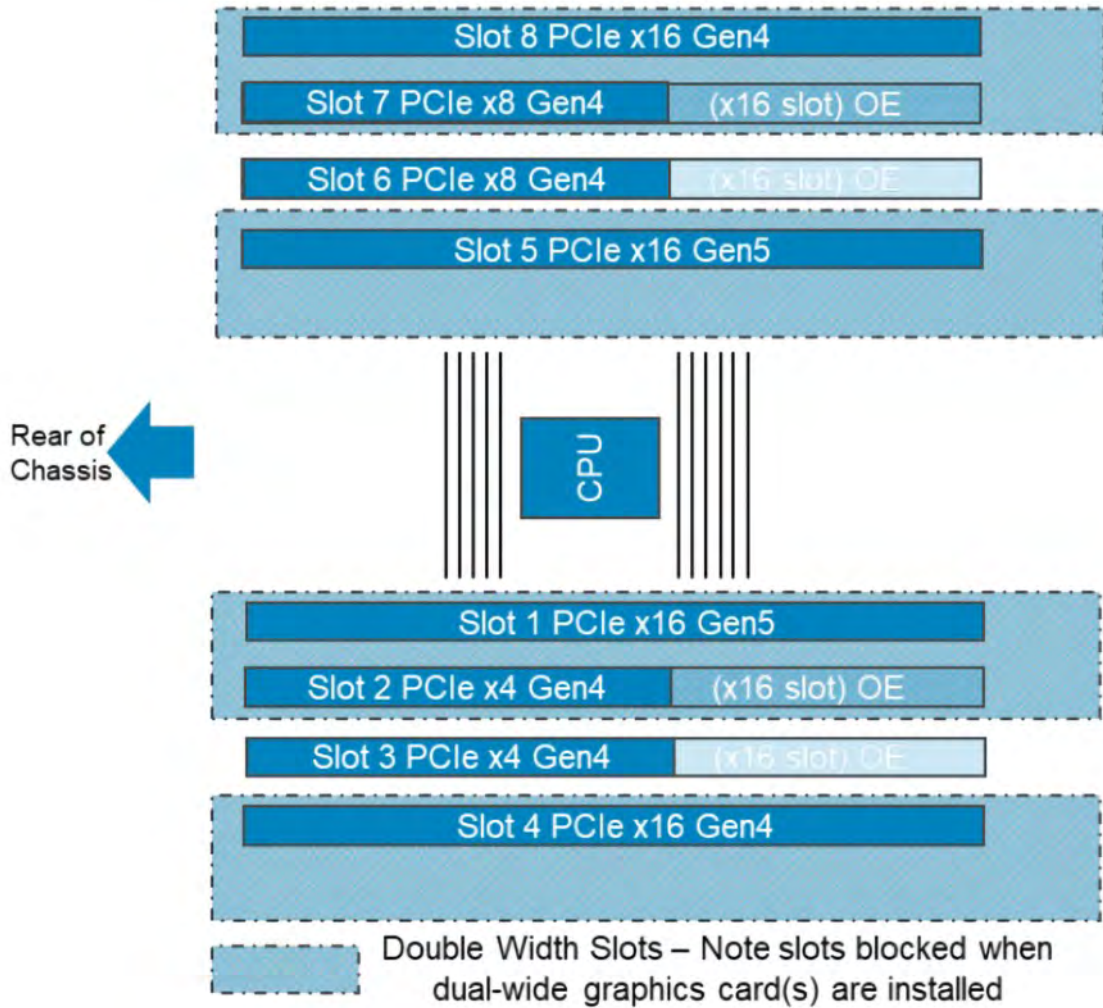 Slot 8 PCIe x16 Gen4
Slot 7 PCIe x8 Gen4 (x16 slot) OE
Slot 6 PCIe x8 Gen4 (x16 slot) OE
Slot 5 PCIe x16 Gen5
Rear of
Chassis
CPU
Slot 1 PCIe x16 Gen5
Slot 2 PCIe x4 Gen4 (x16 slot) OE
Slot 3 PCIe x4 Gen4 (x16 slot) OE
Slot 4 PCIe x16 Gen4
Double Width Slots – Note slots blocked when
dual-wide graphics card(s) are installed